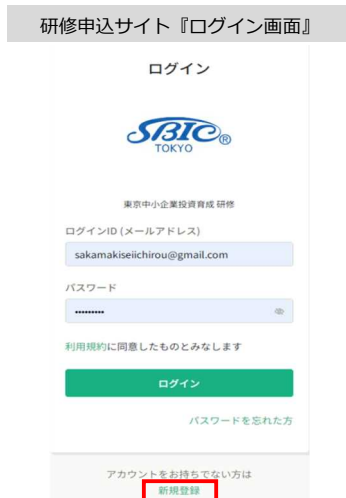 研修申込サイト『ログイン画面』
ログイン
SBIC®
TOKYO
東京中小企業投資育成 研修
ログインID (メールアドレス)
sakamakiseiichirou@gmail.com
パスワード
•••••••••
利用規約に同意したものとみなします
ログイン
パスワードを忘れた方
アカウントをお持ちでない方は
新規登録